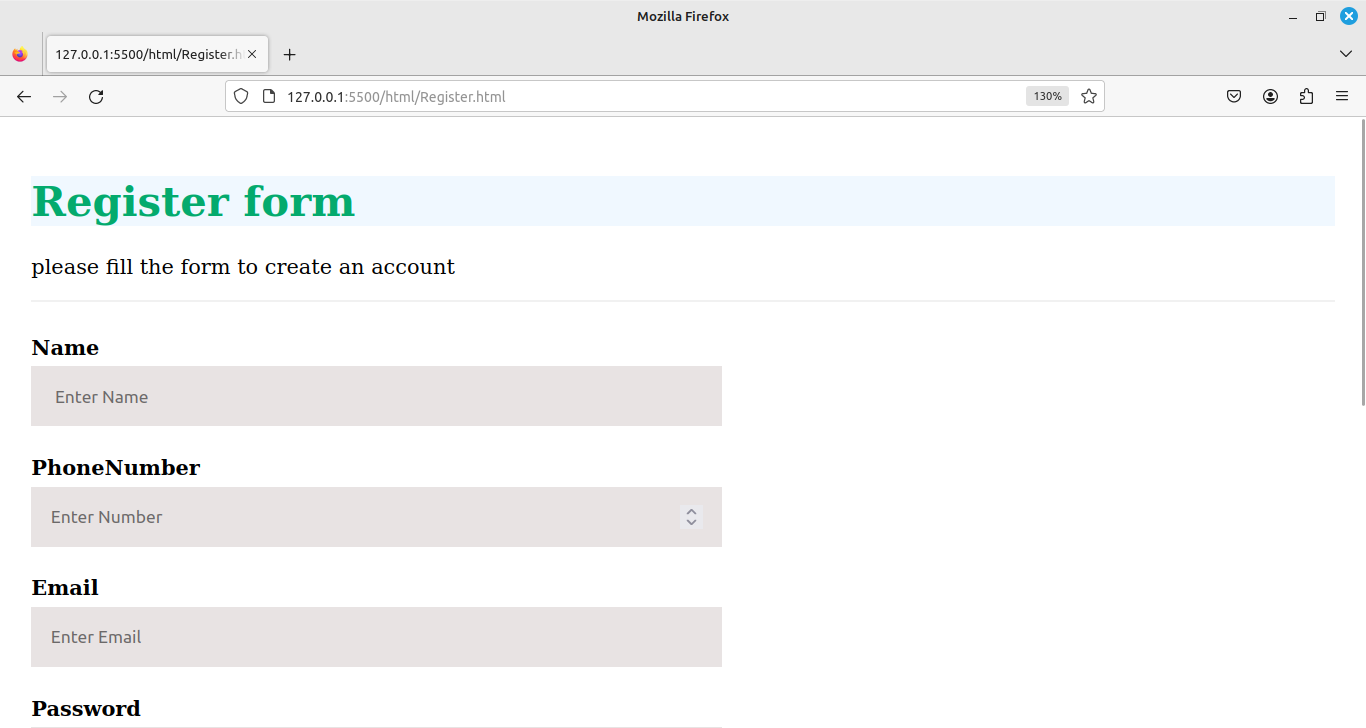 Mozilla Firefox
127.0.0.1:5500/html/Register.h
127.0.0.1:5500/html/Register.html
130%
Register form
please fill the form to create an account
Name
Enter Name
PhoneNumber
Enter Number
Email
Enter Email
Password